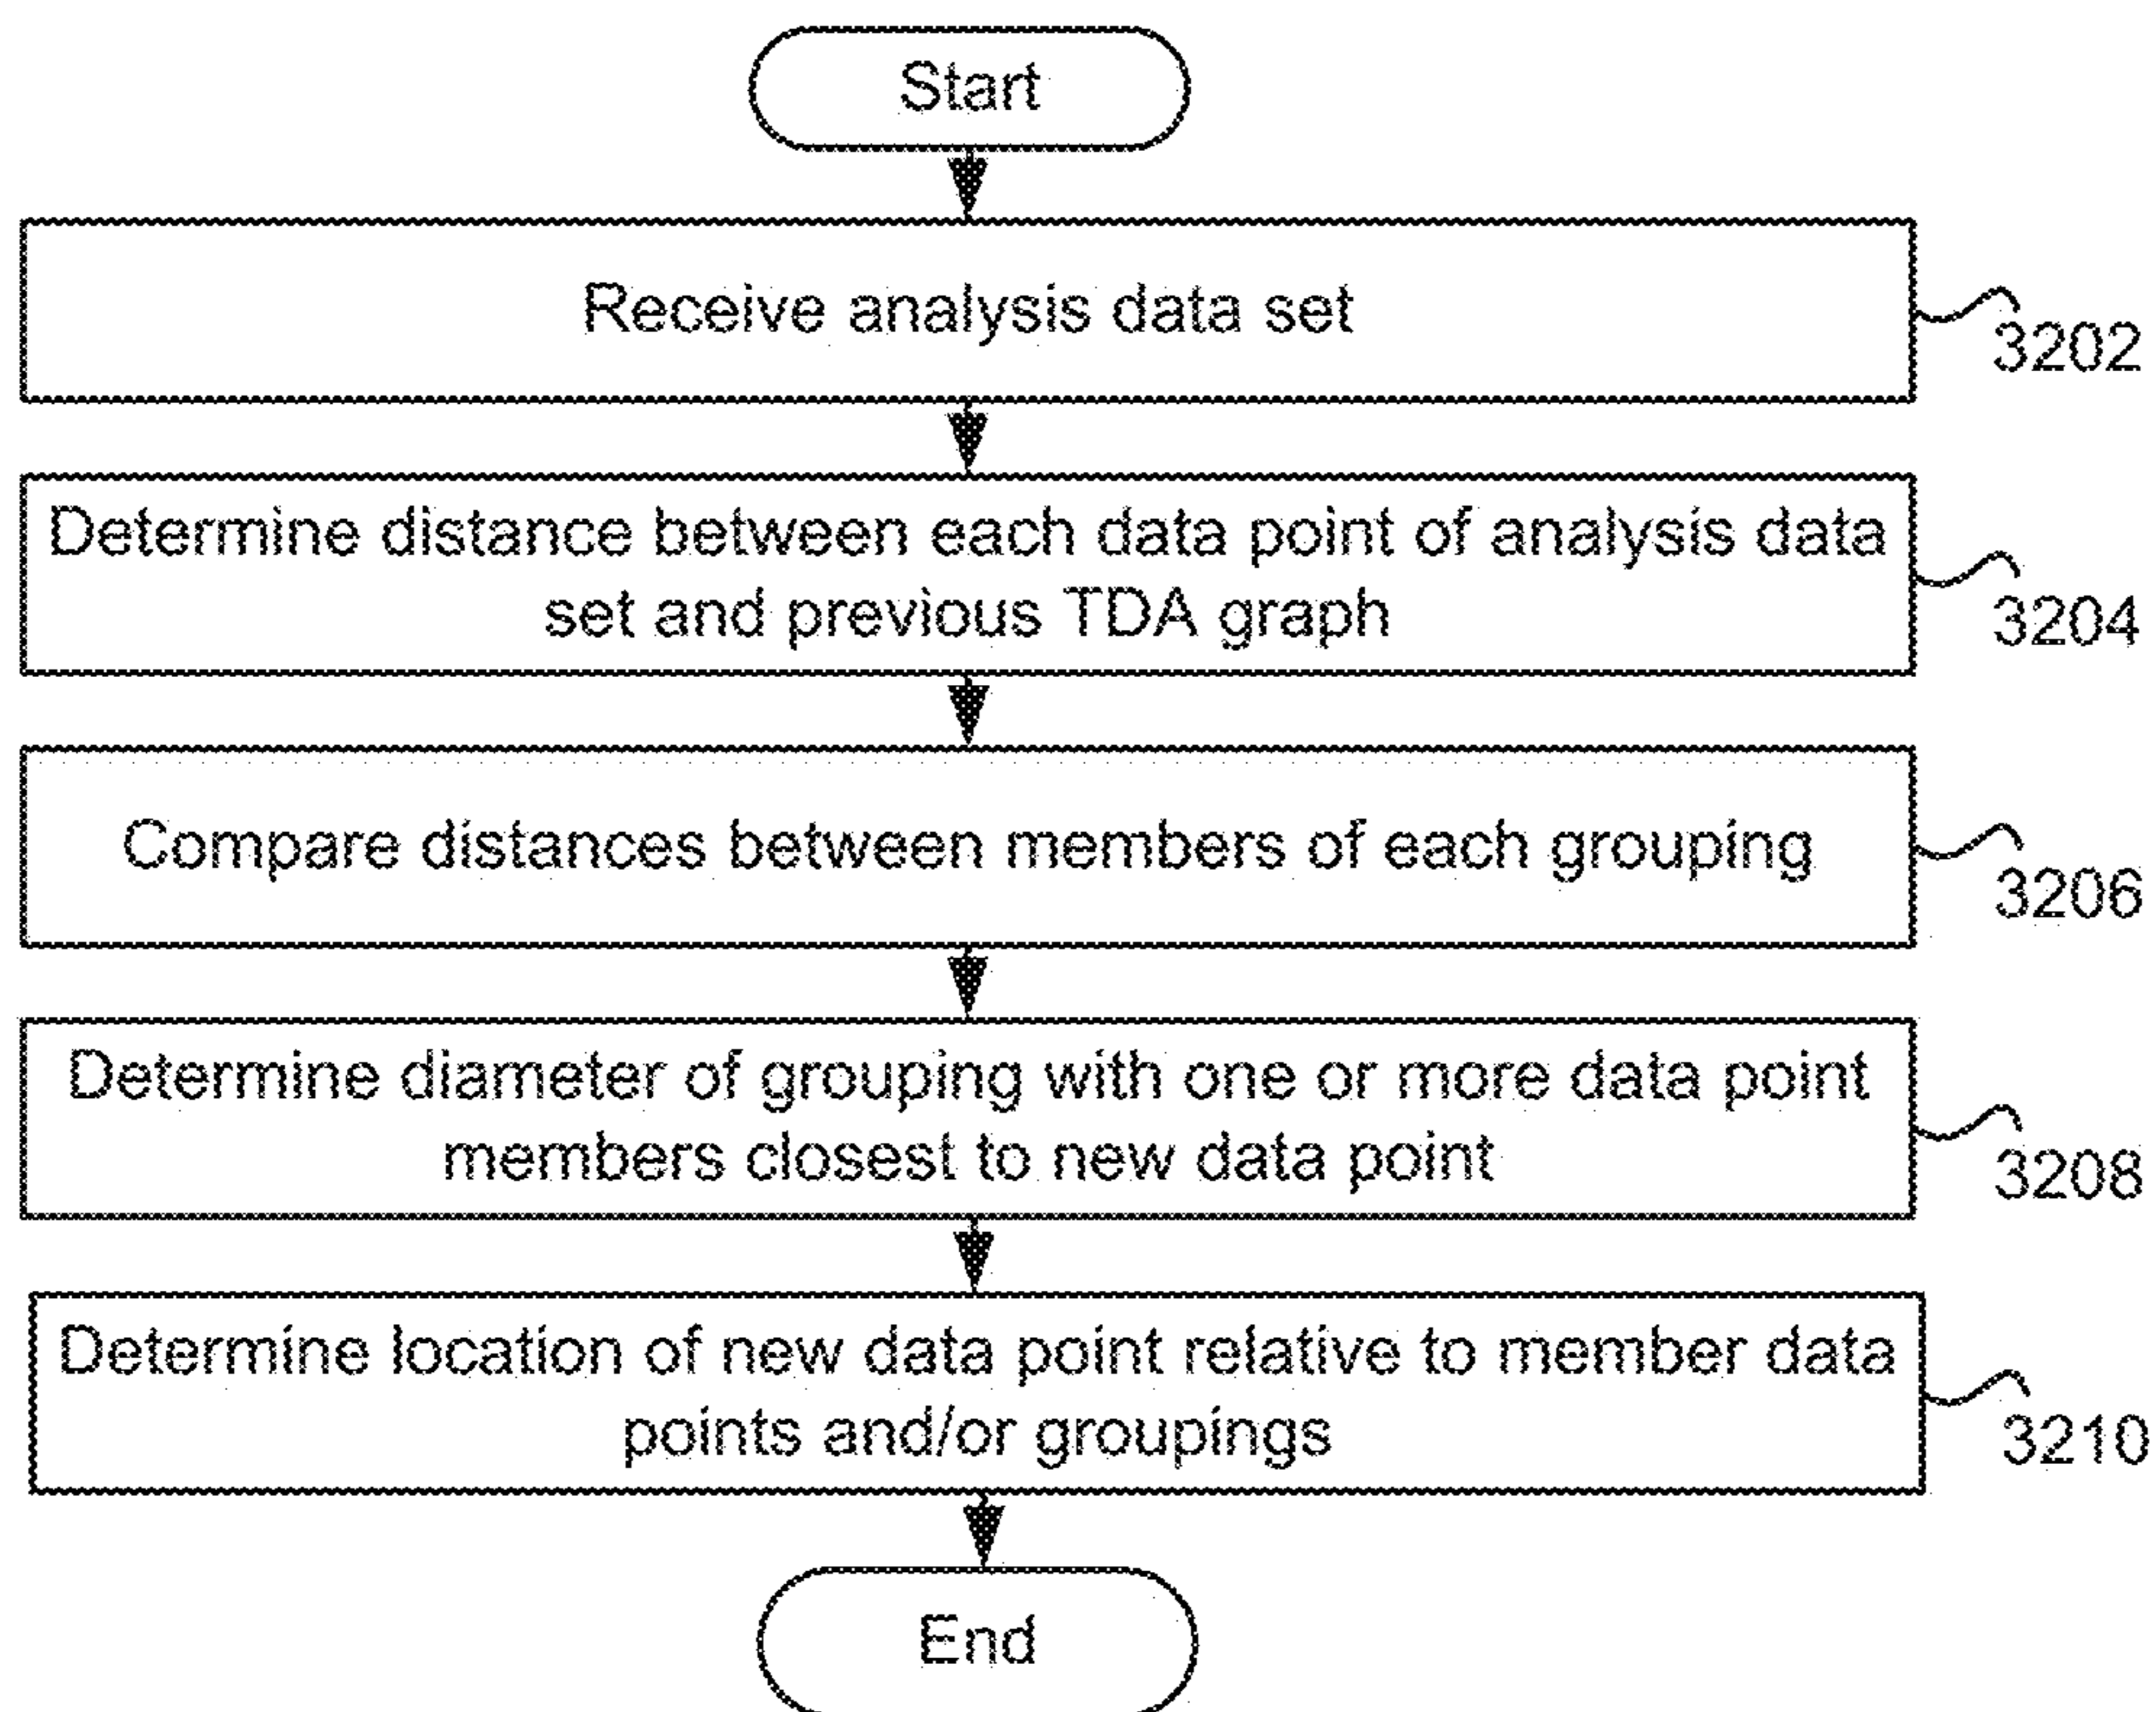 Start
Receive analysis data set
3202
Determine distance between each data point of analysis data
set and previous TDA graph
3204
Compare distances between members of each grouping
3206
Determine diameter of grouping with one or more data point
members closest to new data point
3208
Determine location of new data point relative to member data
points and/or groupings
3210
End